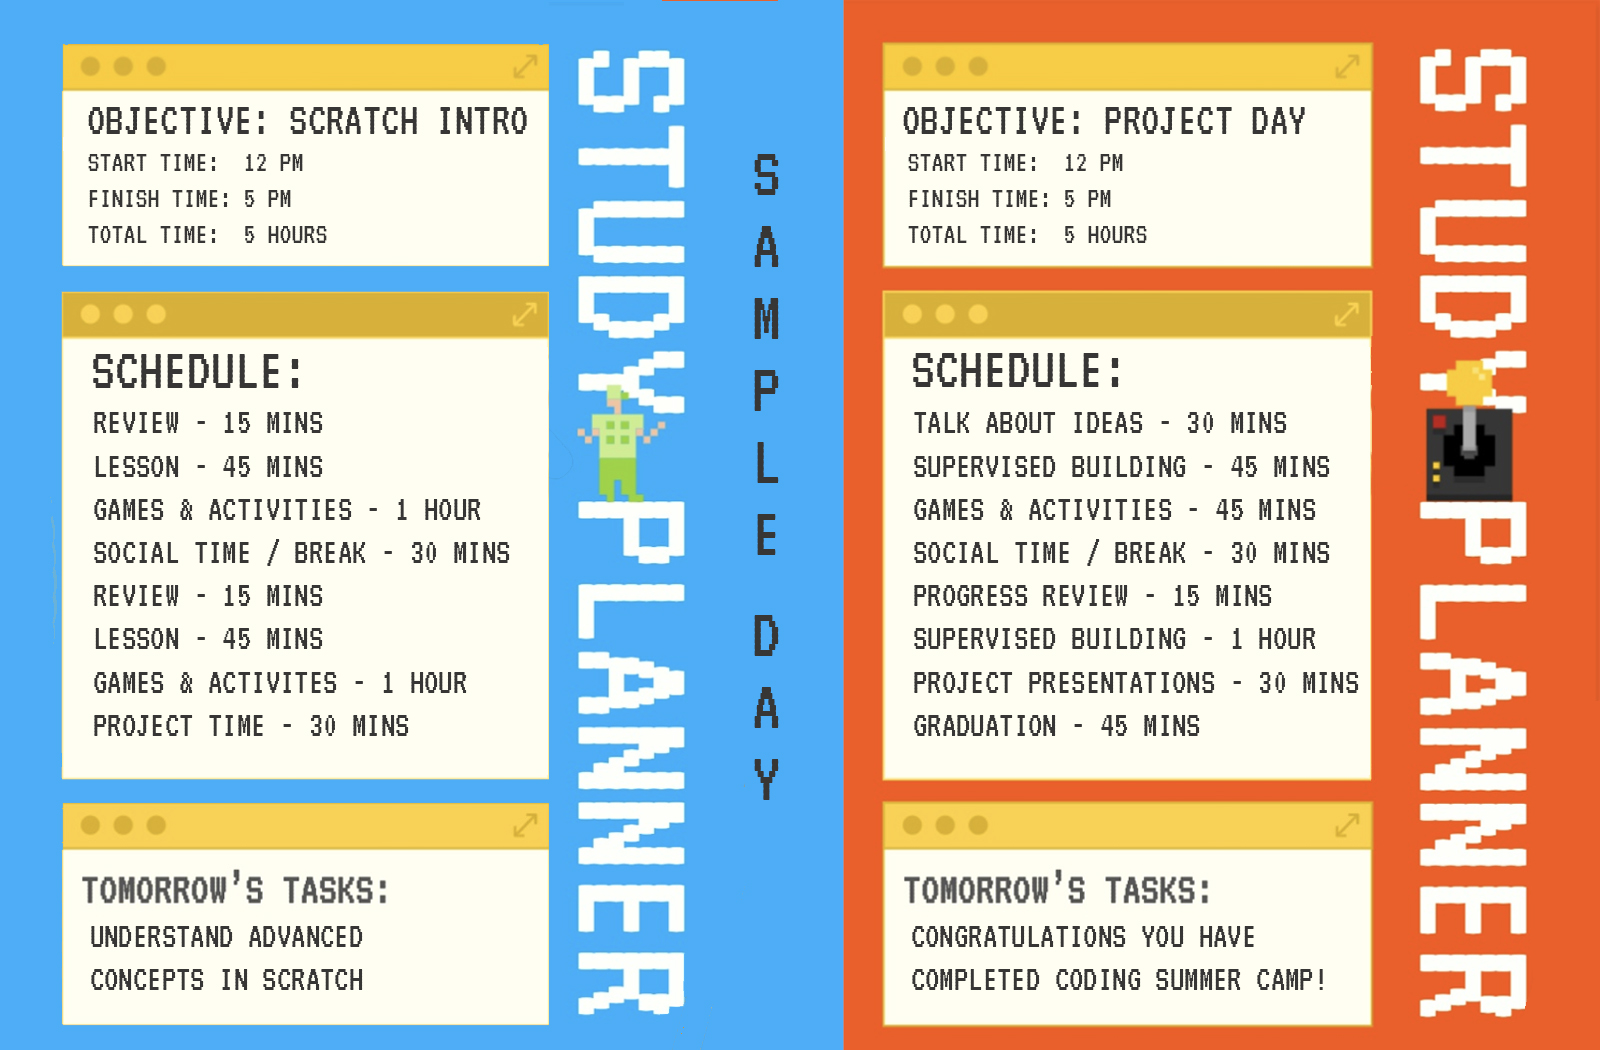 OBJECTIVE: SCRATCH INTRO
START TIME: 12 PM
FINISH TIME: 5 PM
TOTAL TIME: 5 HOURS
SCHEDULE:
REVIEW - 15 MINS
LESSON - 45 MINS
GAMES & ACTIVITIES - 1 HOUR
SOCIAL TIME / BREAK - 30 MINS
REVIEW - 15 MINS
LESSON - 45 MINS
GAMES & ACTIVITES - 1 HOUR
PROJECT TIME - 30 MINS
TOMORROW'S TASKS:
UNDERSTAND ADVANCED
CONCEPTS IN SCRATCH
STUDY PLANNER
SAMPLE DAY
OBJECTIVE: PROJECT DAY
START TIME: 12 PM
FINISH TIME: 5 PM
TOTAL TIME: 5 HOURS
SCHEDULE:
TALK ABOUT IDEAS - 30 MINS
SUPERVISED BUILDING - 45 MINS
GAMES & ACTIVITIES - 45 MINS
SOCIAL TIME / BREAK - 30 MINS
PROGRESS REVIEW - 15 MINS
SUPERVISED BUILDING - 1 HOUR
PROJECT PRESENTATIONS - 30 MINS
GRADUATION - 45 MINS
TOMORROW'S TASKS:
CONGRATULATIONS YOU HAVE
COMPLETED CODING SUMMER CAMP!
STUDY PLANNER